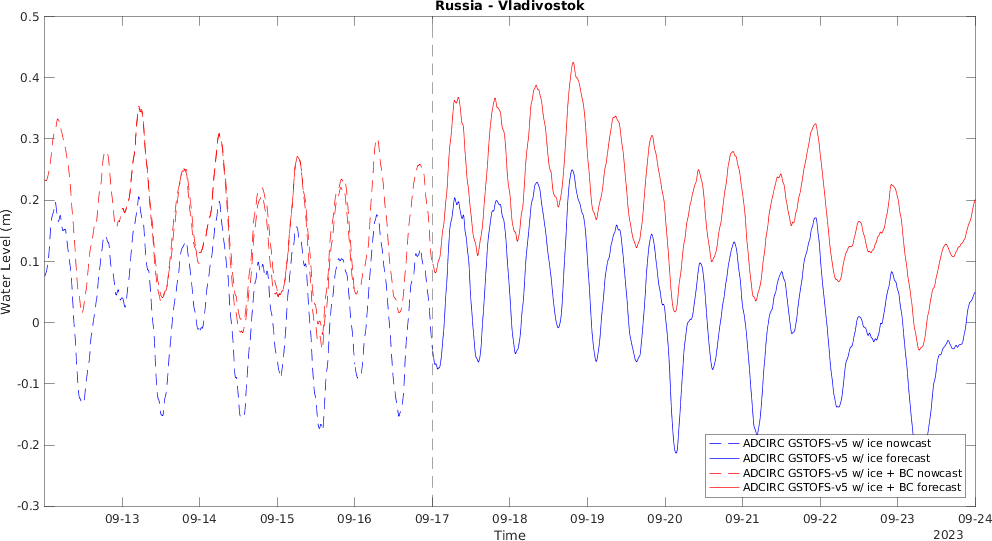 Russia - Vladivostok
Water Level (m)
0.5
0.4
0.3
0.2
0.1
0
-0.1
-0.2
-0.3
ADCIRC GSTOFS-v5 w/ ice nowcast
ADCIRC GSTOFS-v5 w/ ice forecast
ADCIRC GSTOFS-v5 w/ ice + BC nowcast
ADCIRC GSTOFS-v5 w/ ice + BC forecast
09-13 09-14 09-15 09-16 09-17 09-18 09-19 09-20 09-21 09-22 09-23 09-24
Time
2023